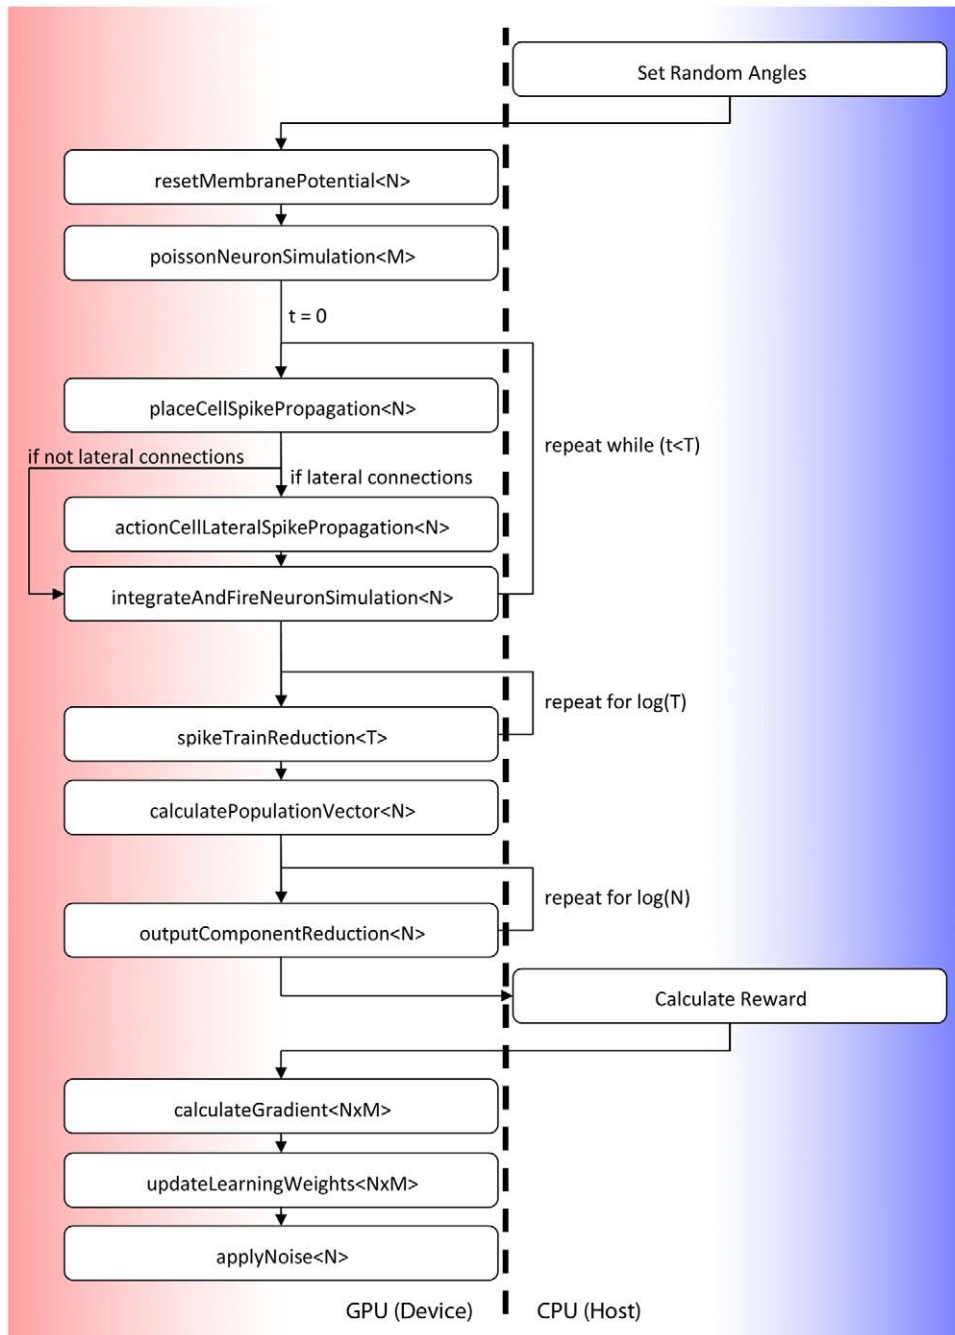 Set Random Angles
resetMembranePotential<N>
poissonNeuronSimulation<M>
t = 0
placeCellSpikePropagation<N>
repeat while (t<T)
if not lateral connections
if lateral connections
actionCellLateralSpikePropagation<N>
integrateAndFireNeuronSimulation<N>
repeat for log(T)
spikeTrainReduction<T>
calculatePopulationVector<N>
repeat for log(N)
outputComponentReduction<N>
Calculate Reward
calculateGradient<NxM>
updateLearningWeights<NxM>
applyNoise<N>
GPU (Device)
CPU (Host)